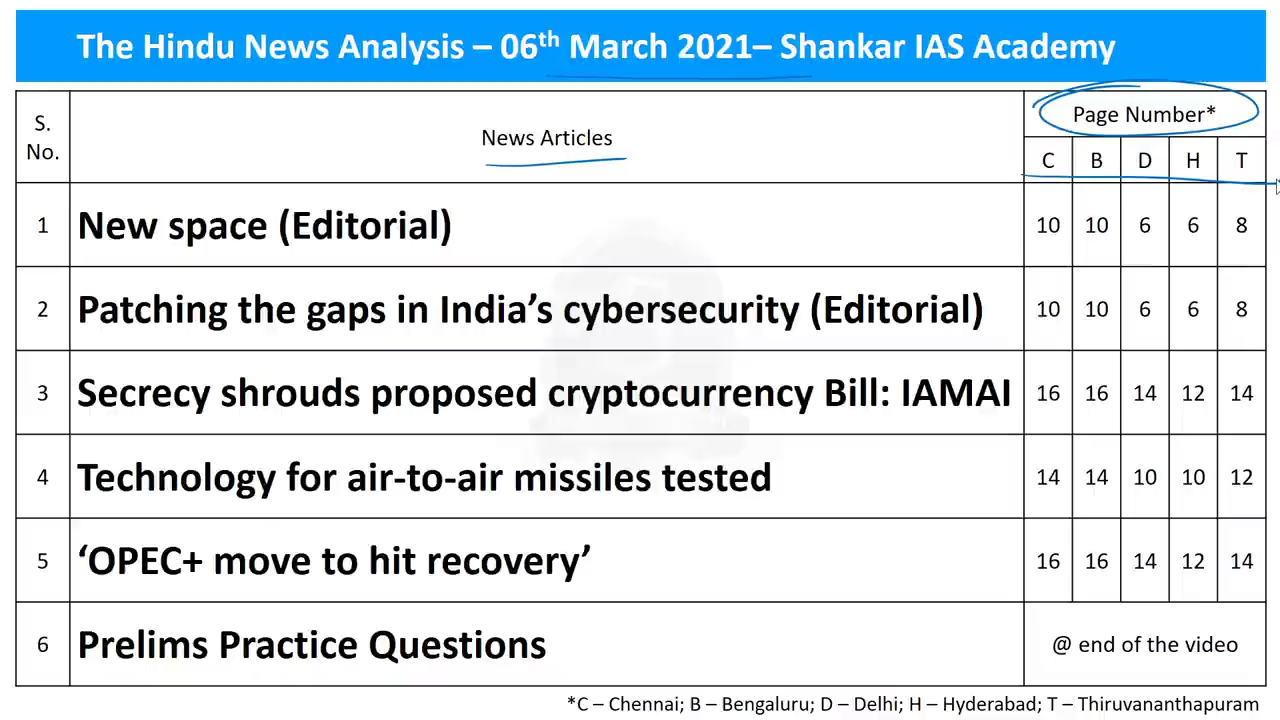 The Hindu News Analysis – 06th March 2021– Shankar IAS Academy
S. No. News Articles Page Number*
C B D H T
1 New space (Editorial) 10 10 6 6 8
2 Patching the gaps in India’s cybersecurity (Editorial) 10 10 6 6 8
3 Secrecy shrouds proposed cryptocurrency Bill: IAMAI 16 16 14 12 14
4 Technology for air-to-air missiles tested 14 14 10 10 12
5 ‘OPEC+ move to hit recovery’ 16 16 14 12 14
6 Prelims Practice Questions @ end of the video
*C – Chennai; B – Bengaluru; D – Delhi; H – Hyderabad; T – Thiruvananthapuram